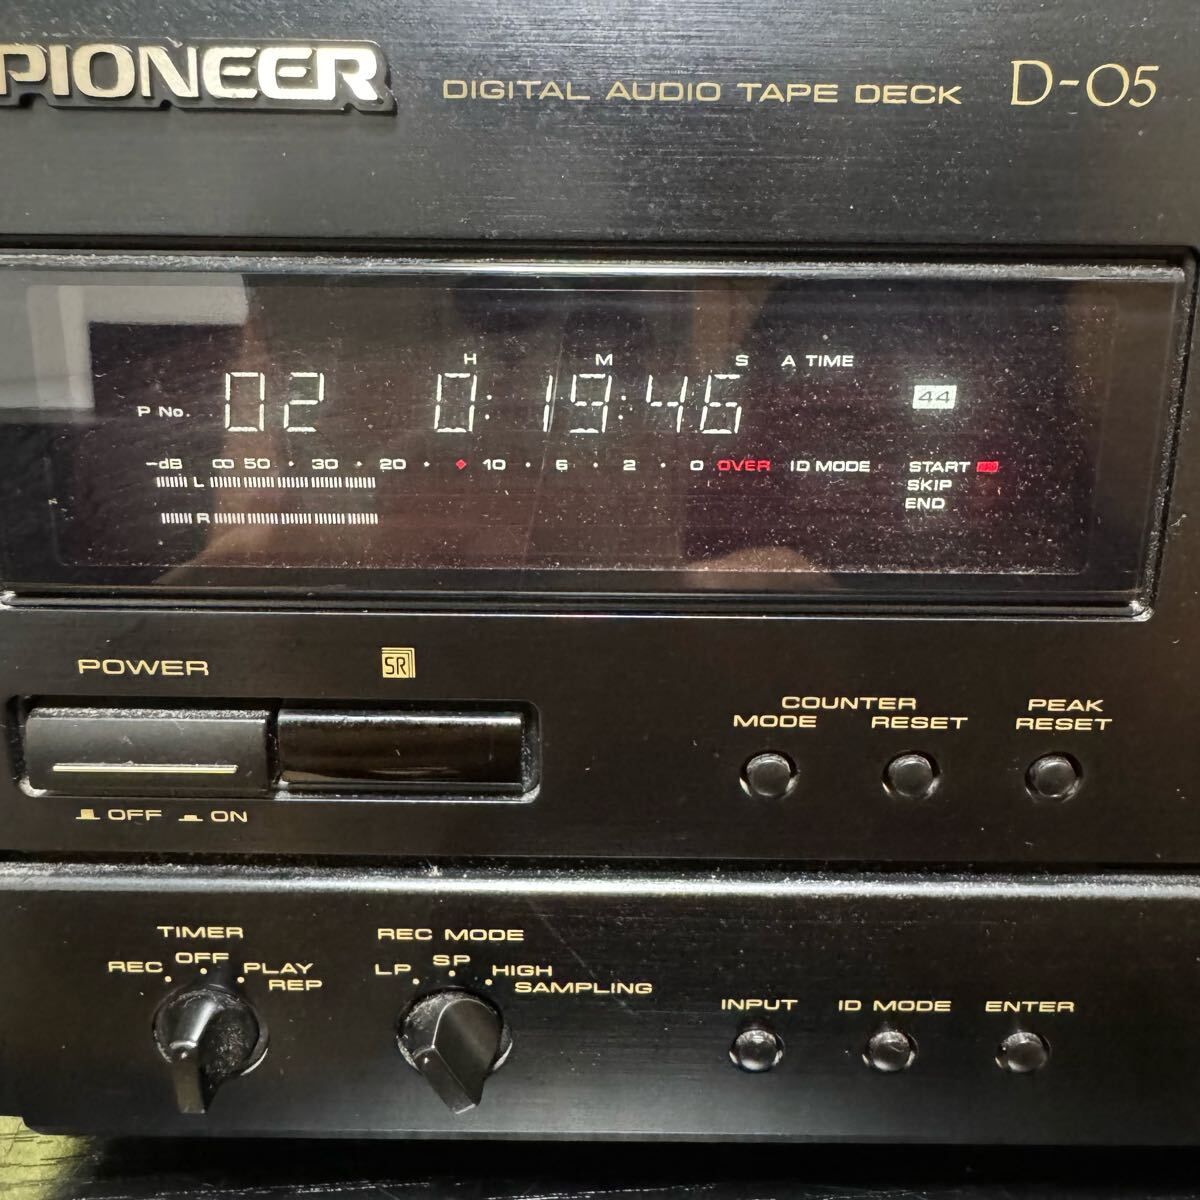 PIONEER
DIGITAL AUDIO TAPE DECK D-05
H M S A TIME
P No. 02 0:19:46 44
-dB ∞ 50 · 30 · 20 · ◆ 10 · 6 · 2 · 0 OVER ID MODE START
L SKIP
END
R
POWER SR
COUNTER
MODE RESET
PEAK
RESET
OFF ON
TIMER
REC OFF PLAY
REP
REC MODE
LP SP HIGH
SAMPLING
INPUT ID MODE ENTER